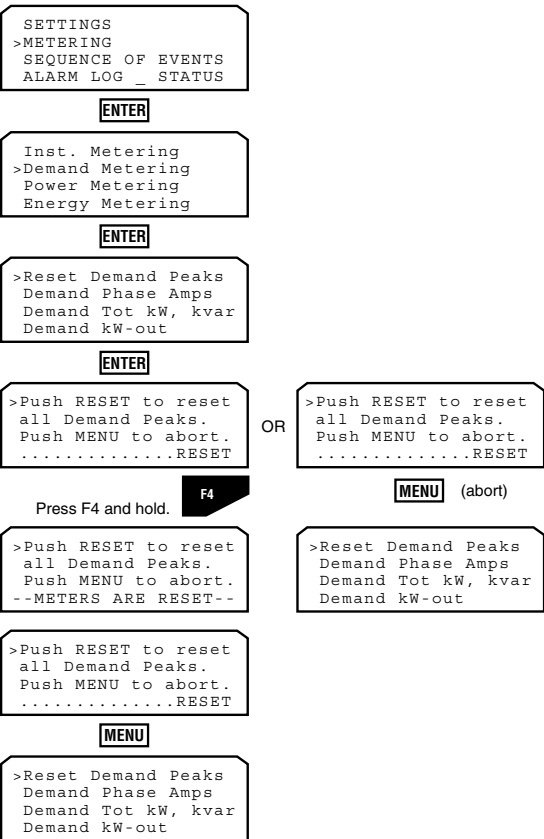 SETTINGS
>METERING
SEQUENCE OF EVENTS
ALARM LOG _ STATUS
ENTER
Inst. Metering
>Demand Metering
Power Metering
Energy Metering
ENTER
>Reset Demand Peaks
Demand Phase Amps
Demand Tot kW, kvar
Demand kW-out
ENTER
>Push RESET to reset
all Demand Peaks.
Push MENU to abort.
..............RESET
OR
>Push RESET to reset
all Demand Peaks.
Push MENU to abort.
..............RESET
Press F4 and hold.
F4
MENU (abort)
>Push RESET to reset
all Demand Peaks.
Push MENU to abort.
--METERS ARE RESET--
>Reset Demand Peaks
Demand Phase Amps
Demand Tot kW, kvar
Demand kW-out
>Push RESET to reset
all Demand Peaks.
Push MENU to abort.
..............RESET
MENU
>Reset Demand Peaks
Demand Phase Amps
Demand Tot kW, kvar
Demand kW-out